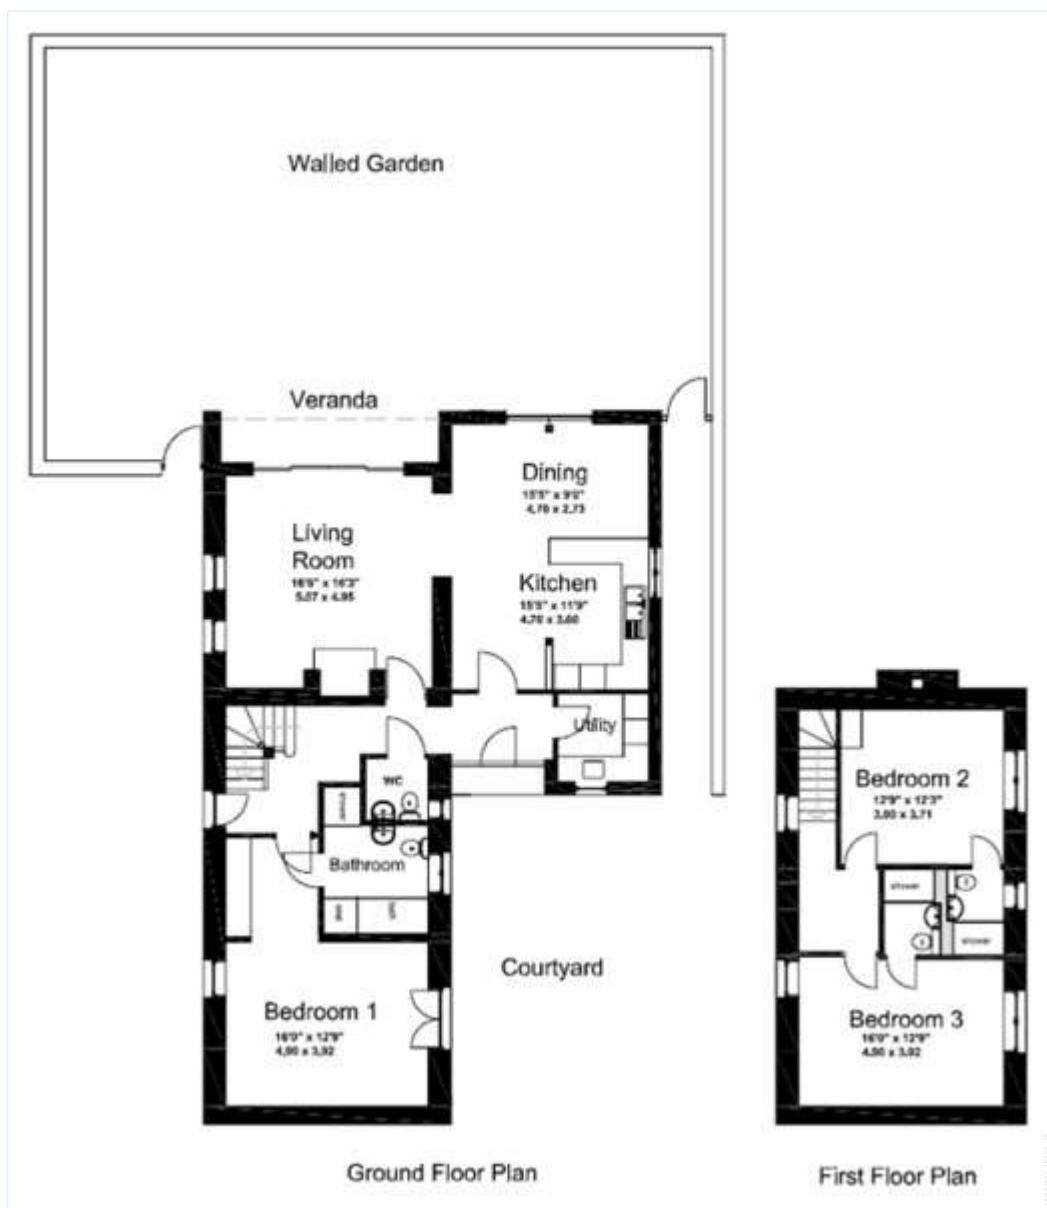 Walled Garden
Veranda
Dining
15'5" x 9'0"
4.70 x 2.73
Living
Room
16'8" x 16'3"
5.07 x 4.95
Kitchen
15'5" x 11'9"
4.70 x 3.60
Utility
WC
shower
Bathroom
bath
Bedroom 1
16'0" x 12'9"
4.90 x 3.92
Courtyard
Ground Floor Plan
Bedroom 2
12'9" x 12'3"
3.90 x 3.71
shower
shower
Bedroom 3
16'0" x 12'9"
4.90 x 3.92
First Floor Plan